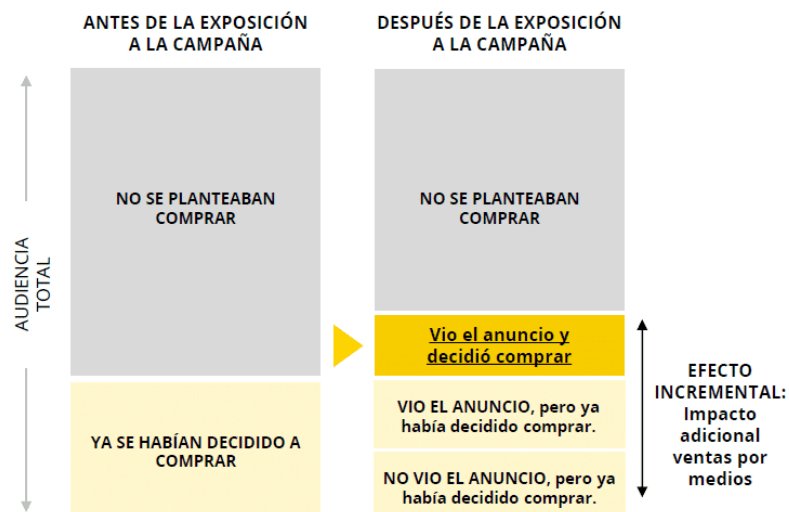 ANTES DE LA EXPOSICIÓN
A LA CAMPAÑA
DESPUÉS DE LA EXPOSICIÓN
A LA CAMPAÑA
AUDIENCIA
TOTAL
NO SE PLANTEABAN
COMPRAR
YA SE HABÍAN DECIDIDO A
COMPRAR
NO SE PLANTEABAN
COMPRAR
Vio el anuncio y
decidió comprar
VIO EL ANUNCIO, pero ya
había decidido comprar.
NO VIO EL ANUNCIO, pero ya
había decidido comprar.
EFECTO
INCREMENTAL:
Impacto
adicional
ventas por
medios